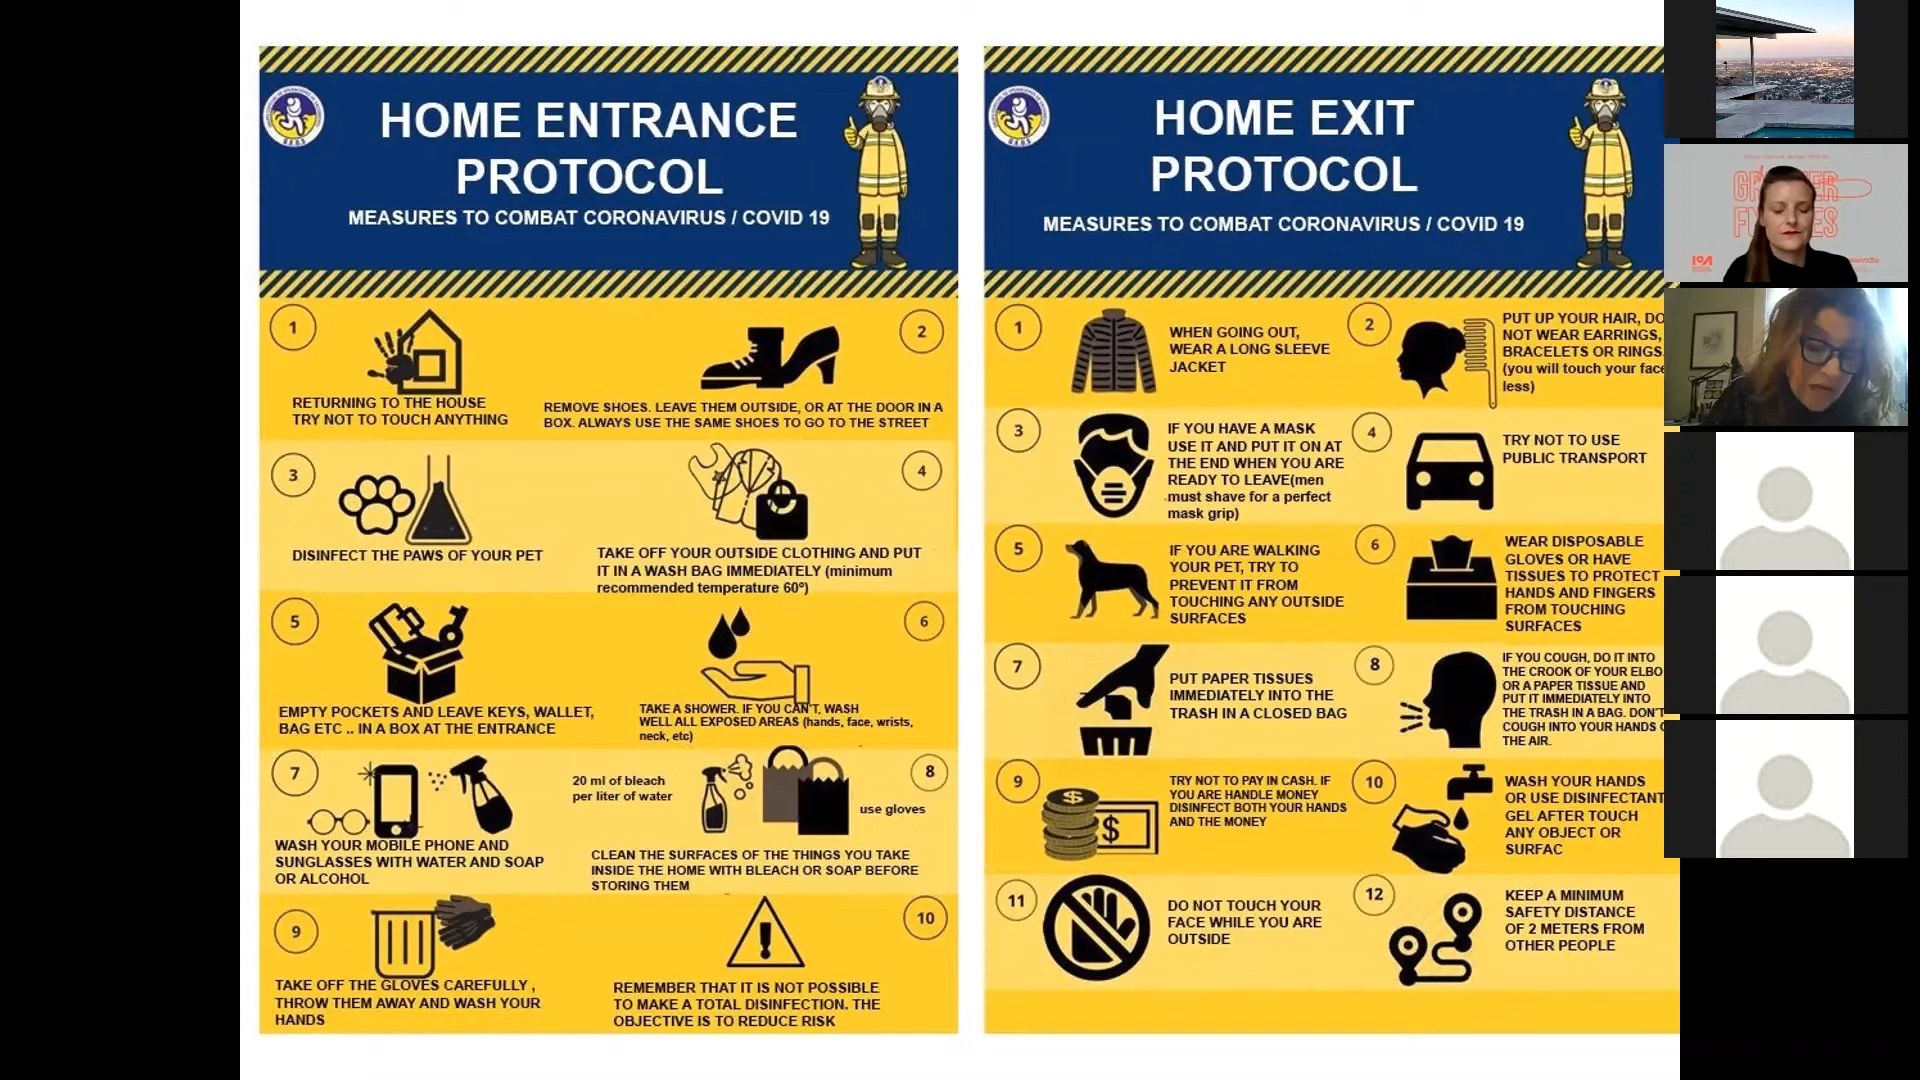 HOME ENTRANCE
PROTOCOL
MEASURES TO COMBAT CORONAVIRUS / COVID 19
1
RETURNING TO THE HOUSE
TRY NOT TO TOUCH ANYTHING
2
REMOVE SHOES. LEAVE THEM OUTSIDE, OR AT THE DOOR IN A
BOX. ALWAYS USE THE SAME SHOES TO GO TO THE STREET
3
DISINFECT THE PAWS OF YOUR PET
4
TAKE OFF YOUR OUTSIDE CLOTHING AND PUT
IT IN A WASH BAG IMMEDIATELY (minimum
recommended temperature 60º)
5
EMPTY POCKETS AND LEAVE KEYS, WALLET,
BAG ETC .. IN A BOX AT THE ENTRANCE
6
TAKE A SHOWER. IF YOU CAN'T, WASH
WELL ALL EXPOSED AREAS (hands, face, wrists,
neck, etc)
7
WASH YOUR MOBILE PHONE AND
SUNGLASSES WITH WATER AND SOAP
OR ALCOHOL
8
20 ml of bleach
per liter of water
use gloves
CLEAN THE SURFACES OF THE THINGS YOU TAKE
INSIDE THE HOME WITH BLEACH OR SOAP BEFORE
STORING THEM
9
TAKE OFF THE GLOVES CAREFULLY ,
THROW THEM AWAY AND WASH YOUR
HANDS
10
REMEMBER THAT IT IS NOT POSSIBLE
TO MAKE A TOTAL DISINFECTION. THE
OBJECTIVE IS TO REDUCE RISK
HOME EXIT
PROTOCOL
MEASURES TO COMBAT CORONAVIRUS / COVID 19
1
WHEN GOING OUT,
WEAR A LONG SLEEVE
JACKET
2
PUT UP YOUR HAIR, DO
NOT WEAR EARRINGS,
BRACELETS OR RINGS.
(you will touch your face
less)
3
IF YOU HAVE A MASK
USE IT AND PUT IT ON AT
THE END WHEN YOU ARE
READY TO LEAVE(men
must shave for a perfect
mask grip)
4
TRY NOT TO USE
PUBLIC TRANSPORT
5
IF YOU ARE WALKING
YOUR PET, TRY TO
PREVENT IT FROM
TOUCHING ANY OUTSIDE
SURFACES
6
WEAR DISPOSABLE
GLOVES OR HAVE
TISSUES TO PROTECT
HANDS AND FINGERS
FROM TOUCHING
SURFACES
7
PUT PAPER TISSUES
IMMEDIATELY INTO THE
TRASH IN A CLOSED BAG
8
IF YOU COUGH, DO IT INTO
THE CROOK OF YOUR ELBO
OR A PAPER TISSUE AND
PUT IT IMMEDIATELY INTO
THE TRASH IN A BAG. DON'T
COUGH INTO YOUR HANDS O
THE AIR.
9
TRY NOT TO PAY IN CASH. IF
YOU ARE HANDLE MONEY
DISINFECT BOTH YOUR HANDS
AND THE MONEY
10
WASH YOUR HANDS
OR USE DISINFECTANT
GEL AFTER TOUCH
ANY OBJECT OR
SURFAC
11
DO NOT TOUCH YOUR
FACE WHILE YOU ARE
OUTSIDE
12
KEEP A MINIMUM
SAFETY DISTANCE
OF 2 METERS FROM
OTHER PEOPLE